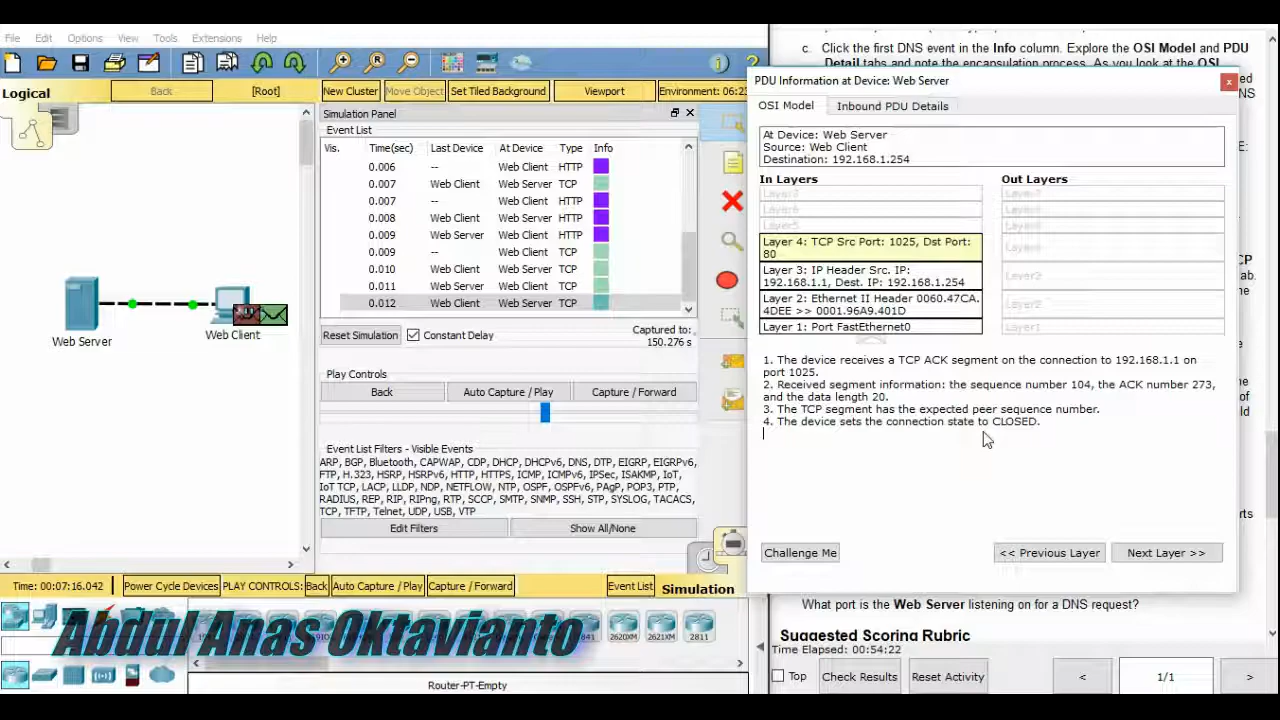 File Edit Options View Tools Extensions Help
Logical Back [Root] New Cluster Move Object Set Tiled Background Viewport Environment: 06:2
Simulation Panel
Event List
Vis. Time(sec) Last Device At Device Type Info
0.006 -- Web Client HTTP
0.007 Web Client Web Server TCP
0.007 -- Web Client HTTP
0.008 Web Client Web Server HTTP
0.009 Web Server Web Client HTTP
0.009 -- Web Client TCP
0.010 Web Client Web Server TCP
0.011 Web Server Web Client TCP
0.012 Web Client Web Server TCP
Web Server
Web Client
Reset Simulation Constant Delay Captured to:
150.276 s
Play Controls
Back Auto Capture / Play Capture / Forward
Event List Filters - Visible Events
ARP, BGP, Bluetooth, CAPWAP, CDP, DHCP, DHCPv6, DNS, DTP, EIGRP, EIGRPv6,
FTP, H.323, HSRP, HSRPv6, HTTP, HTTPS, ICMP, ICMPv6, IPSec, ISAKMP, IoT,
IoT TCP, LACP, LLDP, NDP, NETFLOW, NTP, OSPF, OSPFv6, PAgP, POP3, PTP,
RADIUS, REP, RIP, RIPng, RTP, SCCP, SMTP, SNMP, SSH, STP, SYSLOG, TACACS,
TCP, TFTP, Telnet, UDP, USB, VTP
Edit Filters Show All/None
Time: 00:07:16.042 Power Cycle Devices PLAY CONTROLS: Back Auto Capture / Play Capture / Forward Event List Simulation
Abdul Anas Oktavianto
2620XM 2621XM 2811
Router-PT-Empty
c. Click the first DNS event in the Info column. Explore the OSI Model and PDU
Detail tabs and note the encapsulation process. As you look at the OSI
PDU Information at Device: Web Server
OSI Model Inbound PDU Details
At Device: Web Server
Source: Web Client
Destination: 192.168.1.254
In Layers Out Layers
Layer7 Layer7
Layer6 Layer6
Layer5 Layer5
Layer 4: TCP Src Port: 1025, Dst Port:
80
Layer4
Layer 3: IP Header Src. IP:
192.168.1.1, Dest. IP: 192.168.1.254
Layer3
Layer 2: Ethernet II Header 0060.47CA.
4DEE >> 0001.96A9.401D
Layer2
Layer 1: Port FastEthernet0 Layer1
1. The device receives a TCP ACK segment on the connection to 192.168.1.1 on
port 1025.
2. Received segment information: the sequence number 104, the ACK number 273,
and the data length 20.
3. The TCP segment has the expected peer sequence number.
4. The device sets the connection state to CLOSED.
Challenge Me << Previous Layer Next Layer >>
What port is the Web Server listening on for a DNS request?
Suggested Scoring Rubric
Time Elapsed: 00:54:22
Top Check Results Reset Activity < 1/1 >